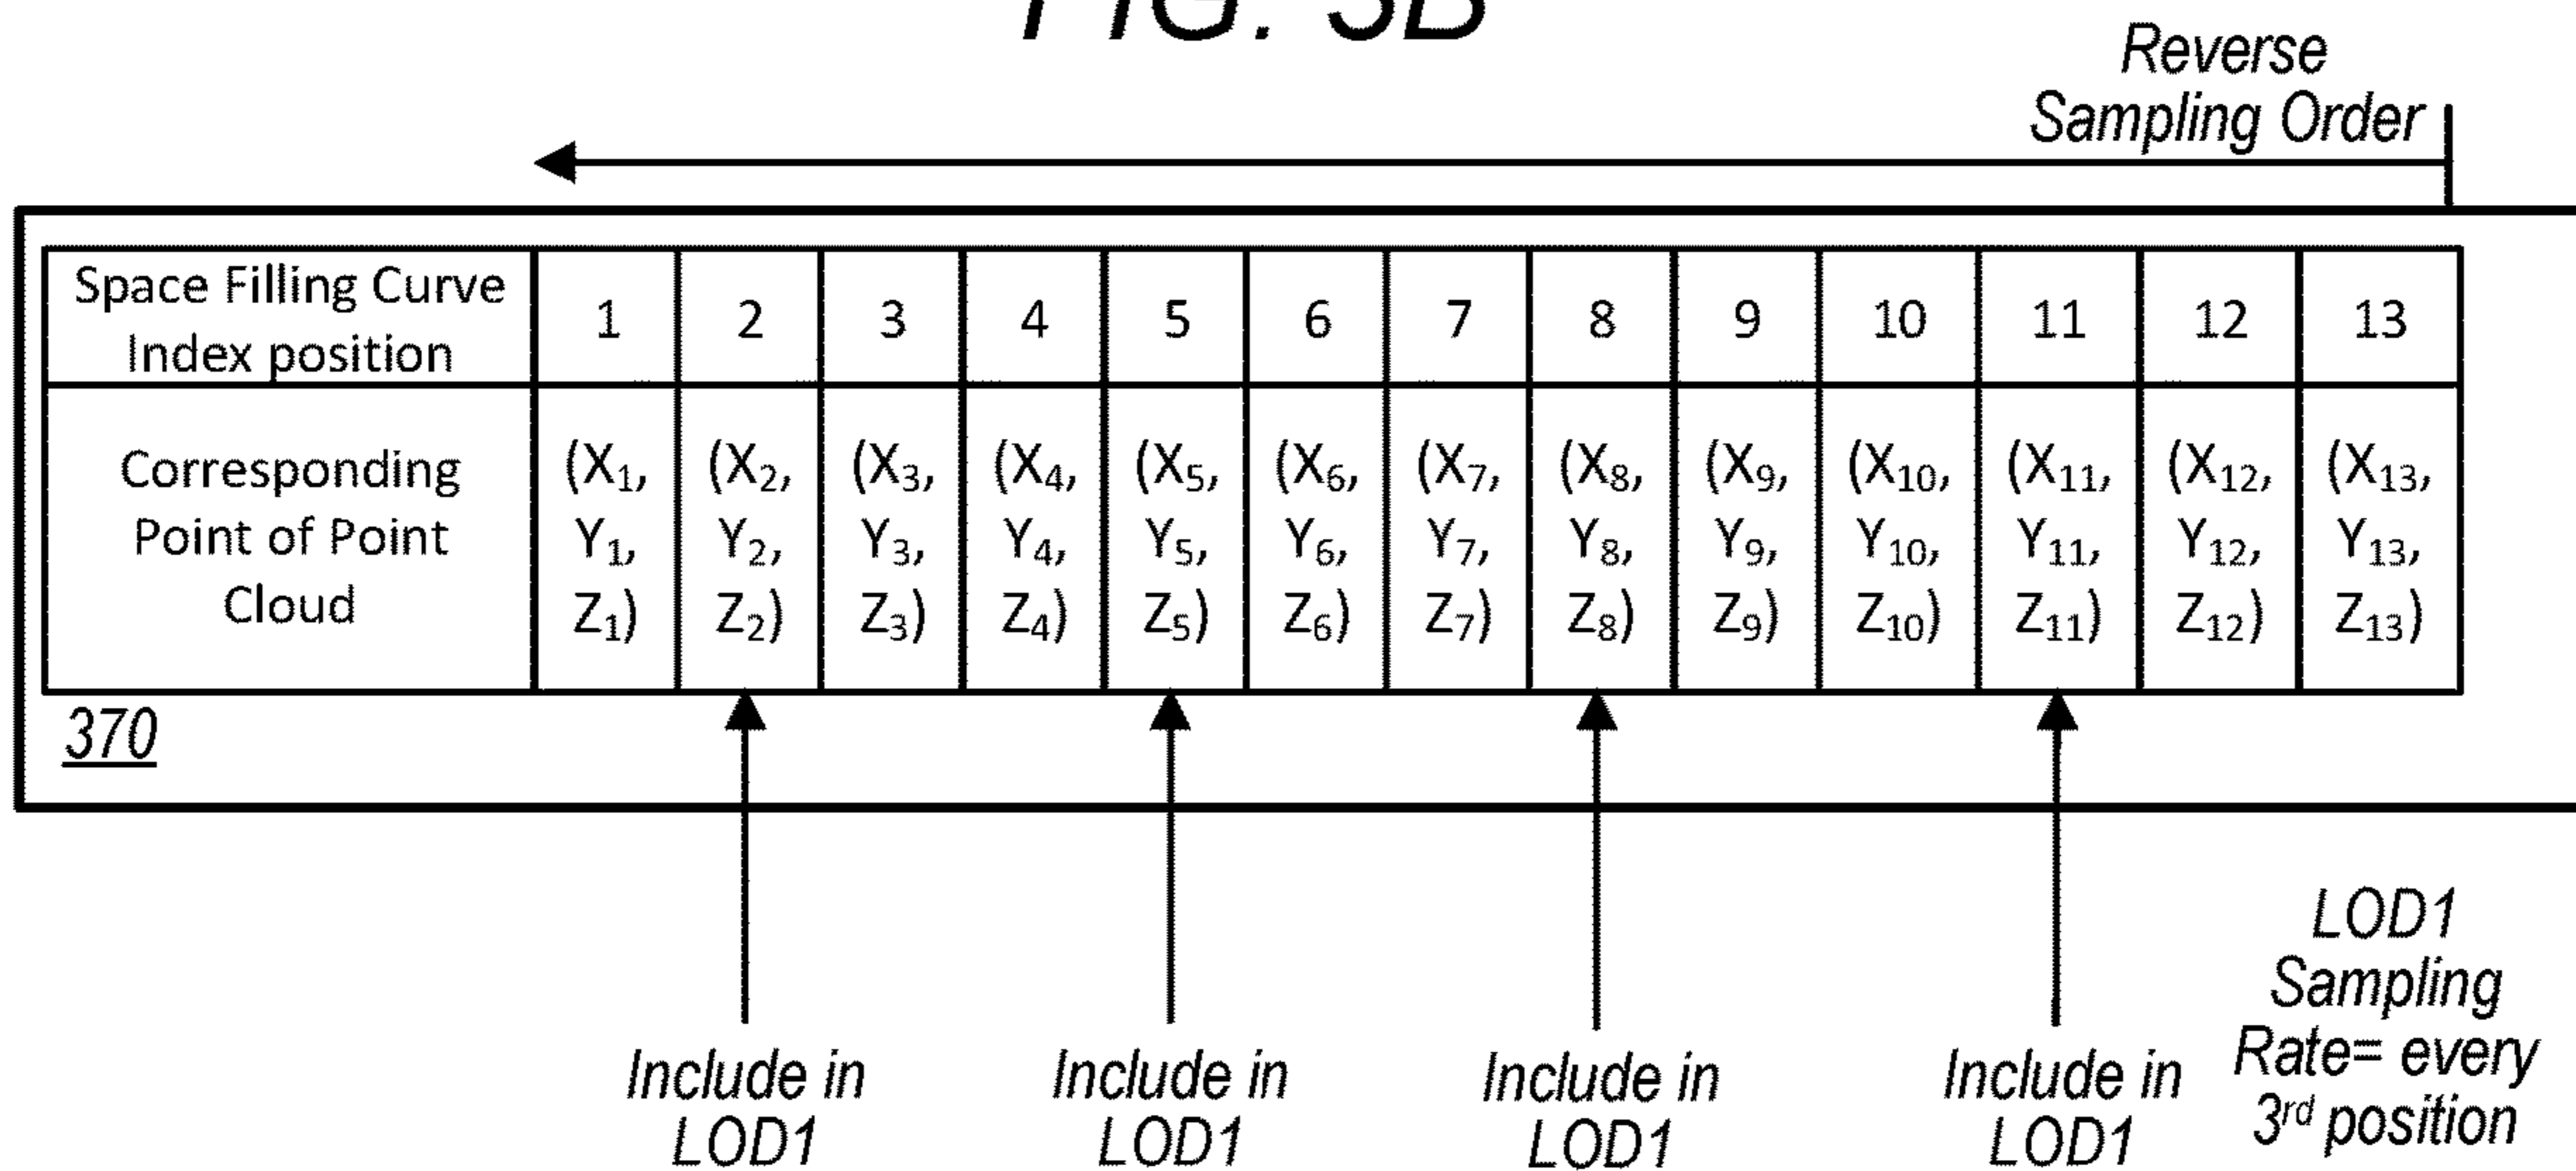 FIG. 3B
Reverse
Sampling Order
Space Filling Curve
Index position
1 2 3 4 5 6 7 8 9 10 11 12 13
Corresponding
Point of Point
Cloud
(X₁, (X₂, (X₃, (X₄, (X₅, (X₆, (X₇, (X₈, (X₉, (X₁₀, (X₁₁, (X₁₂, (X₁₃,
Y₁, Y₂, Y₃, Y₄, Y₅, Y₆, Y₇, Y₈, Y₉, Y₁₀, Y₁₁, Y₁₂, Y₁₃,
Z₁) Z₂) Z₃) Z₄) Z₅) Z₆) Z₇) Z₈) Z₉) Z₁₀) Z₁₁) Z₁₂) Z₁₃)
370
Include in
LOD1
Include in
LOD1
Include in
LOD1
Include in
LOD1
LOD1
Sampling
Rate= every
3rd position